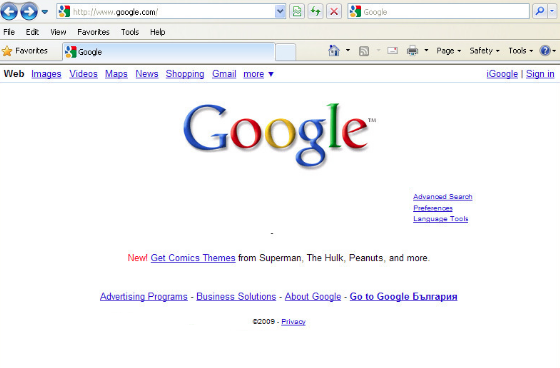 http://www.google.com/ Google
File Edit View Favorites Tools Help
Favorites Google Page Safety Tools
Web Images Videos Maps News Shopping Gmail more ▼ iGoogle | Sign in
Google™
Advanced Search
Preferences
Language Tools
New! Get Comics Themes from Superman, The Hulk, Peanuts, and more.
Advertising Programs - Business Solutions - About Google - Go to Google България
©2009 - Privacy